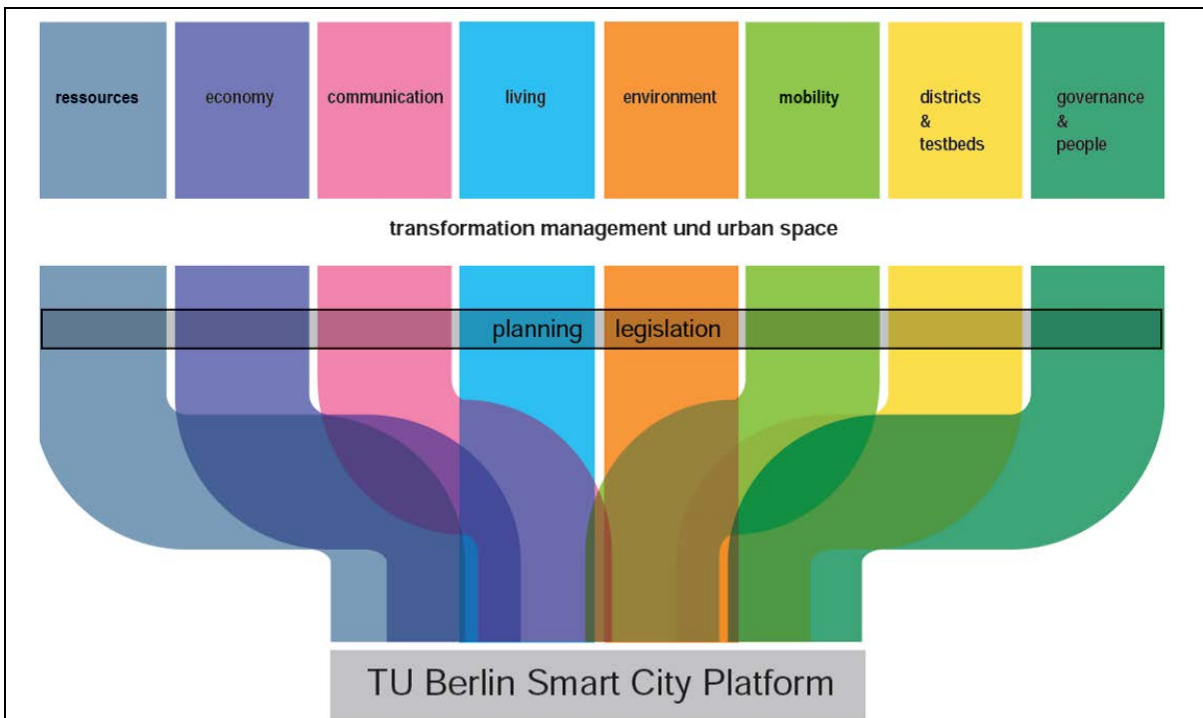 ressources
economy
communication
living
environment
mobility
districts
&
testbeds
governance
&
people
transformation management und urban space
planning legislation
TU Berlin Smart City Platform